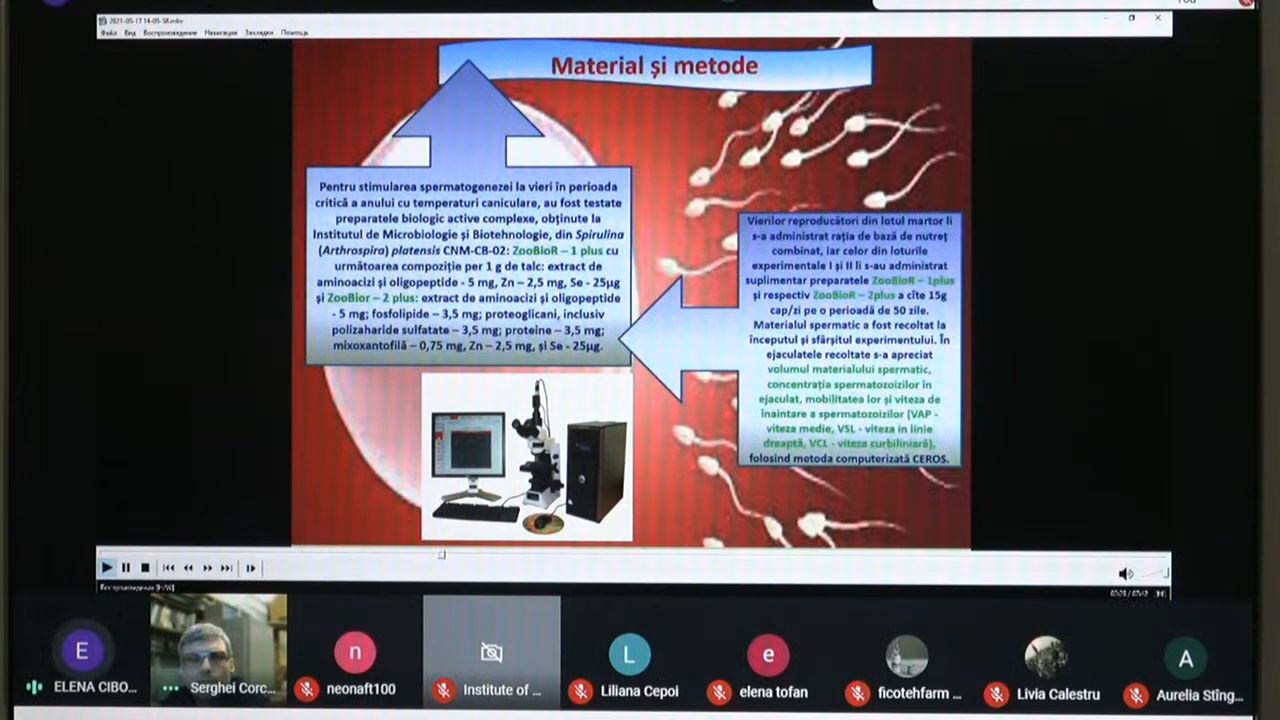 You
2021-05-17 14-05-58.mkv
Файл Вид Воспроизведение Навигация Закладки Помощь
Material și metode
Pentru stimularea spermatogenezei la vieri în perioada
critică a anului cu temperaturi caniculare, au fost testate
preparatele biologic active complexe, obținute la
Institutul de Microbiologie și Biotehnologie, din Spirulina
(Arthrospira) platensis CNM-CB-02: ZooBioR – 1 plus cu
următoarea compoziție per 1 g de talc: extract de
aminoacizi și oligopeptide - 5 mg, Zn – 2,5 mg, Se - 25µg
și ZooBior – 2 plus: extract de aminoacizi și oligopeptide
- 5 mg; fosfolipide – 3,5 mg; proteoglicani, inclusiv
polizaharide sulfatate – 3,5 mg; proteine – 3,5 mg;
mixoxantofilă – 0,75 mg, Zn – 2,5 mg, și Se - 25µg.
Vierilor reproducători din lotul martor li
s-a administrat rația de bază de nutreț
combinat, iar celor din loturile
experimentale I și II li s-au administrat
suplimentar preparatele ZooBioR – 1plus
și respectiv ZooBioR – 2plus a cîte 15g
cap/zi pe o perioadă de 50 zile.
Materialul spermatic a fost recoltat la
începutul și sfârșitul experimentului. În
ejaculatele recoltate s-a apreciat
volumul materialului spermatic,
concentrația spermatozoizilor în
ejaculat, mobilitatea lor și viteza de
înaintare a spermatozoizilor (VAP -
viteza medie, VSL - viteza in linie
dreaptă, VCL - viteza curbiliniară),
folosind metoda computerizată CEROS.
Воспроизведение [H/W]
E
ELENA CIBO...
Serghei Corc...
n
neonaft100
Institute of ...
L
Liliana Cepoi
e
elena tofan
ficotehfarm ...
Livia Calestru
A
Aurelia Stîng...